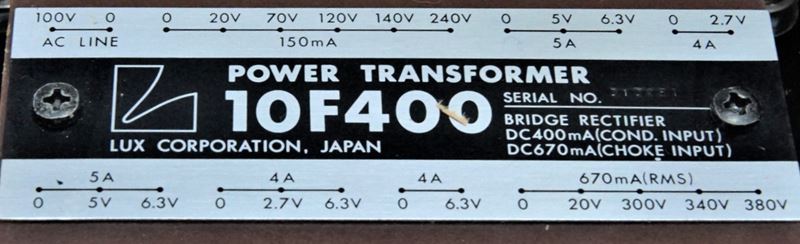 100V 0 0 20V 70V 120V 140V 240V 0 5V 6.3V 0 2.7V
AC LINE 150mA 5A 4A
POWER TRANSFORMER
10F400
SERIAL NO.
BRIDGE RECTIFIER
DC400mA(COND. INPUT)
DC670mA(CHOKE INPUT)
LUX CORPORATION, JAPAN
5A 4A 4A 670mA(RMS)
0 5V 6.3V 0 2.7V 6.3V 0 6.3V 0 20V 300V 340V 380V